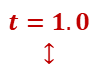 t = 1.0
↕